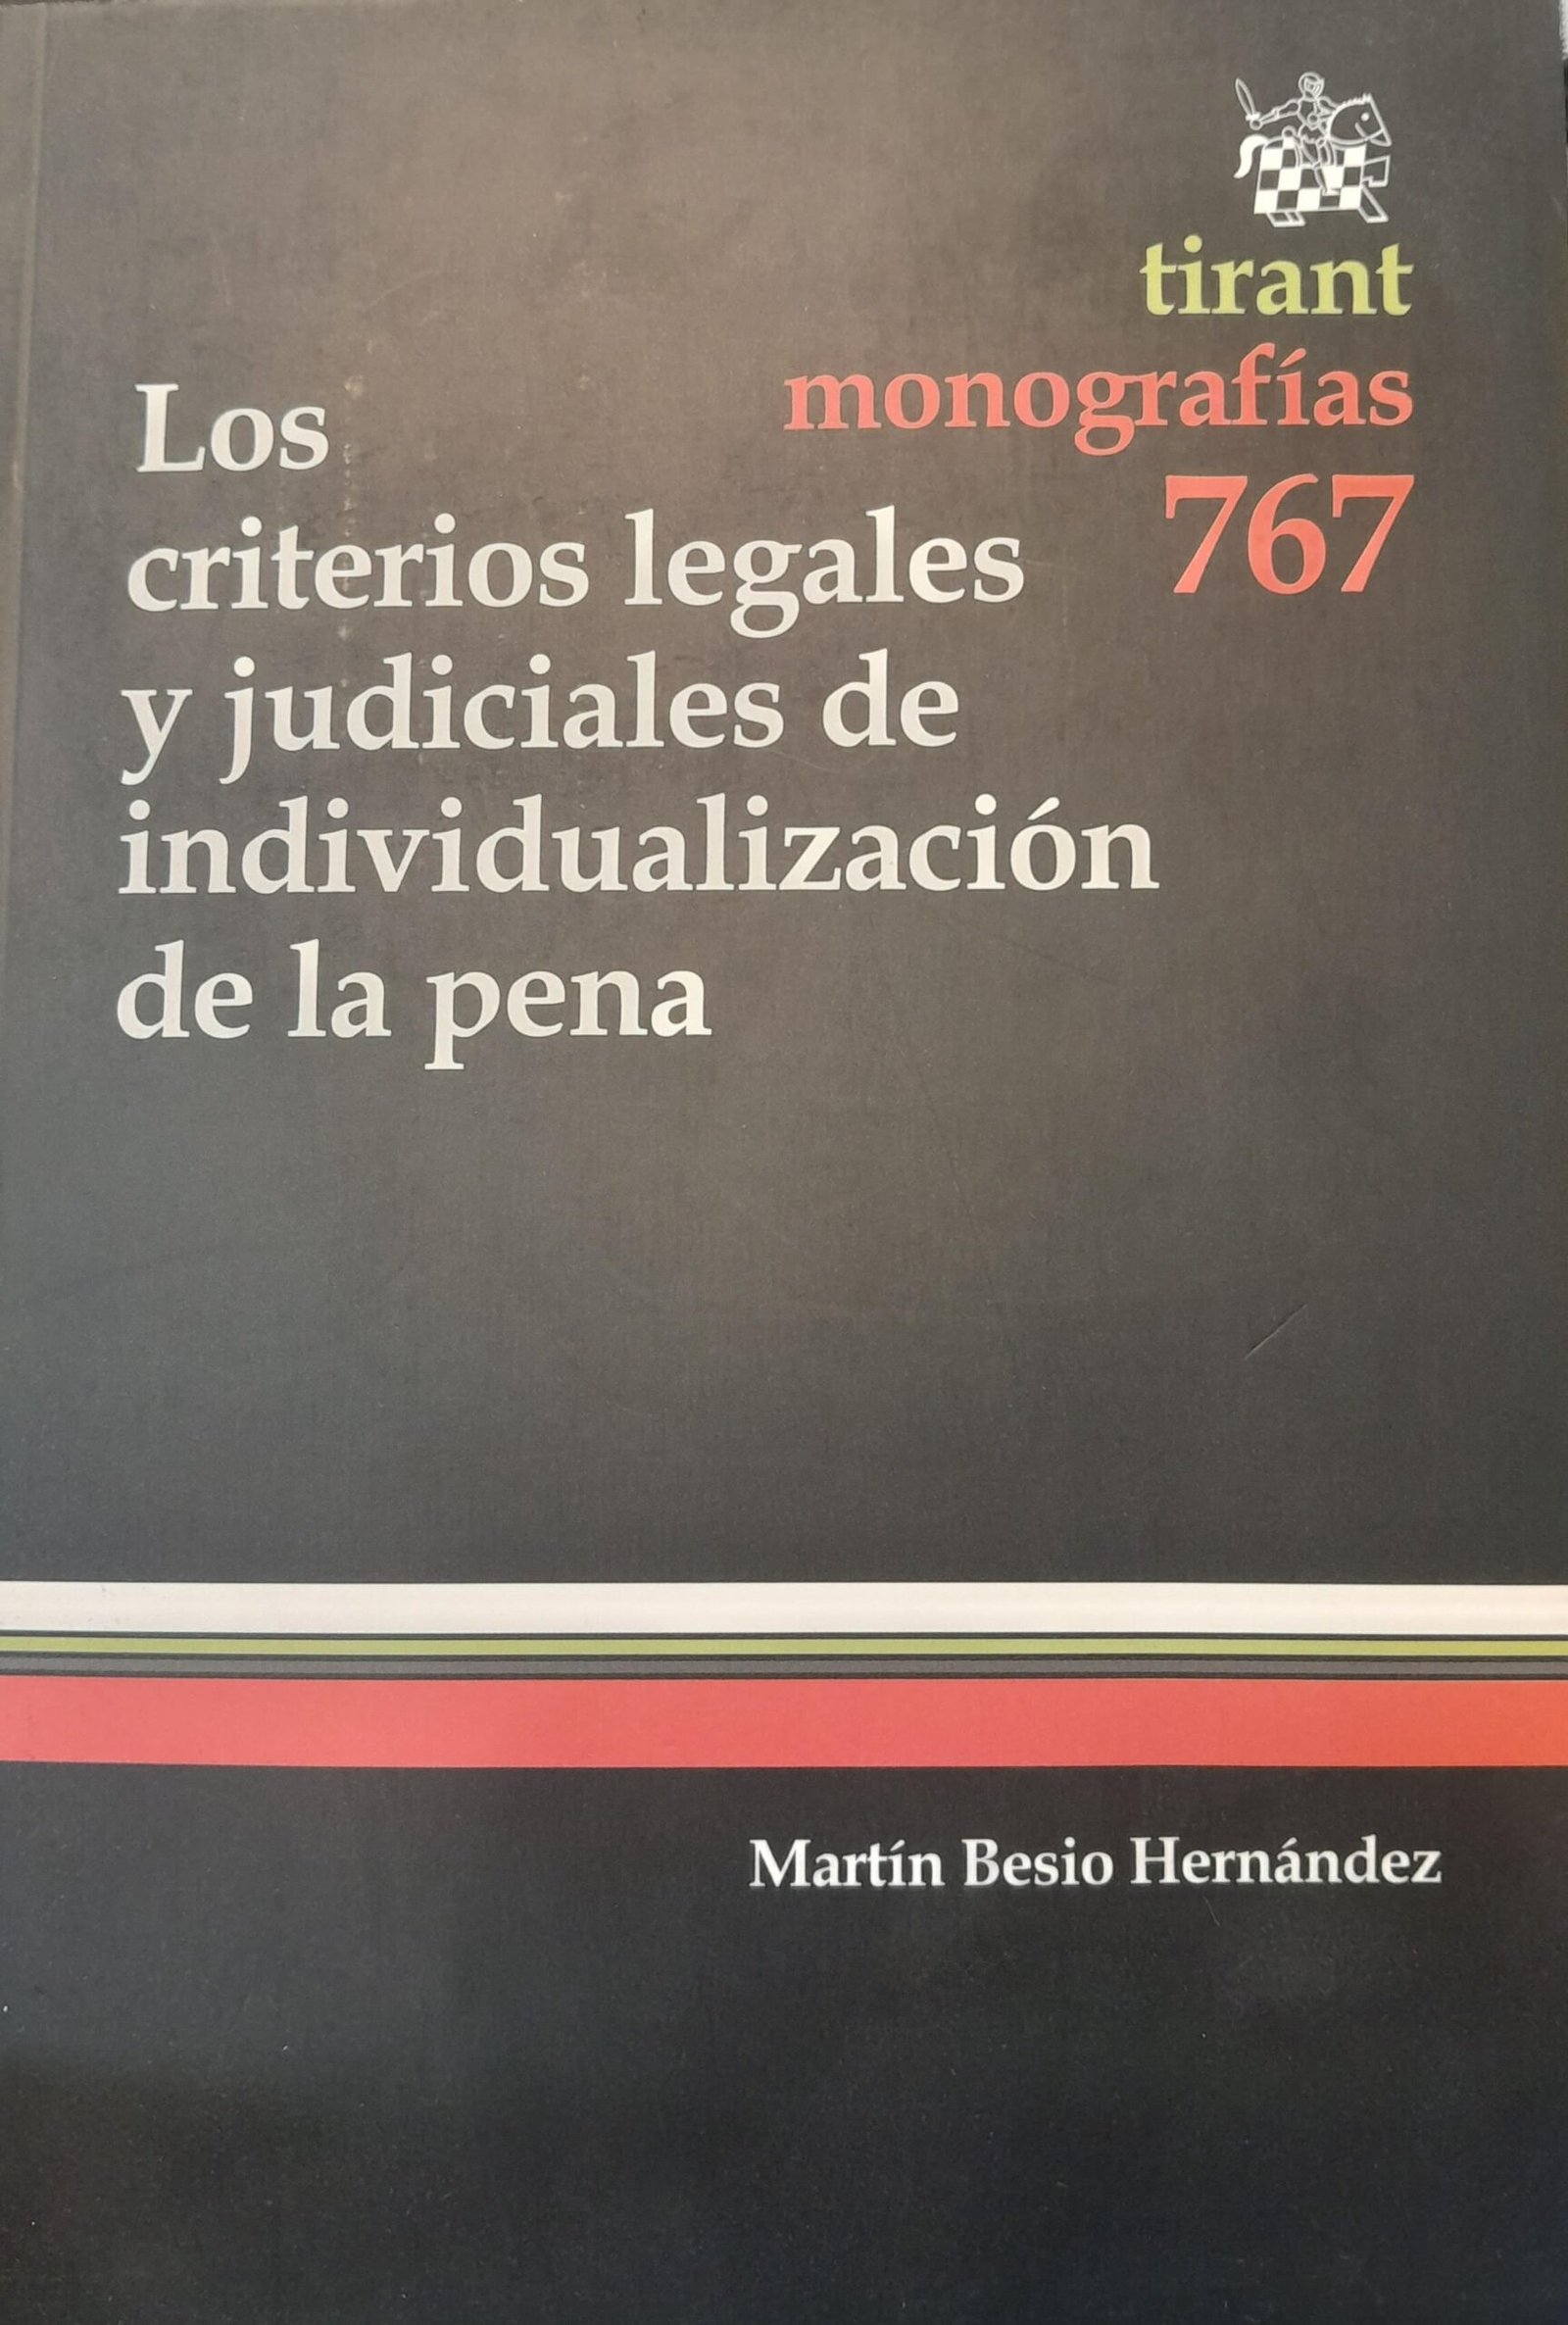 tirant
monografías
767
Los
criterios legales
y judiciales de
individualización
de la pena
Martín Besio Hernández